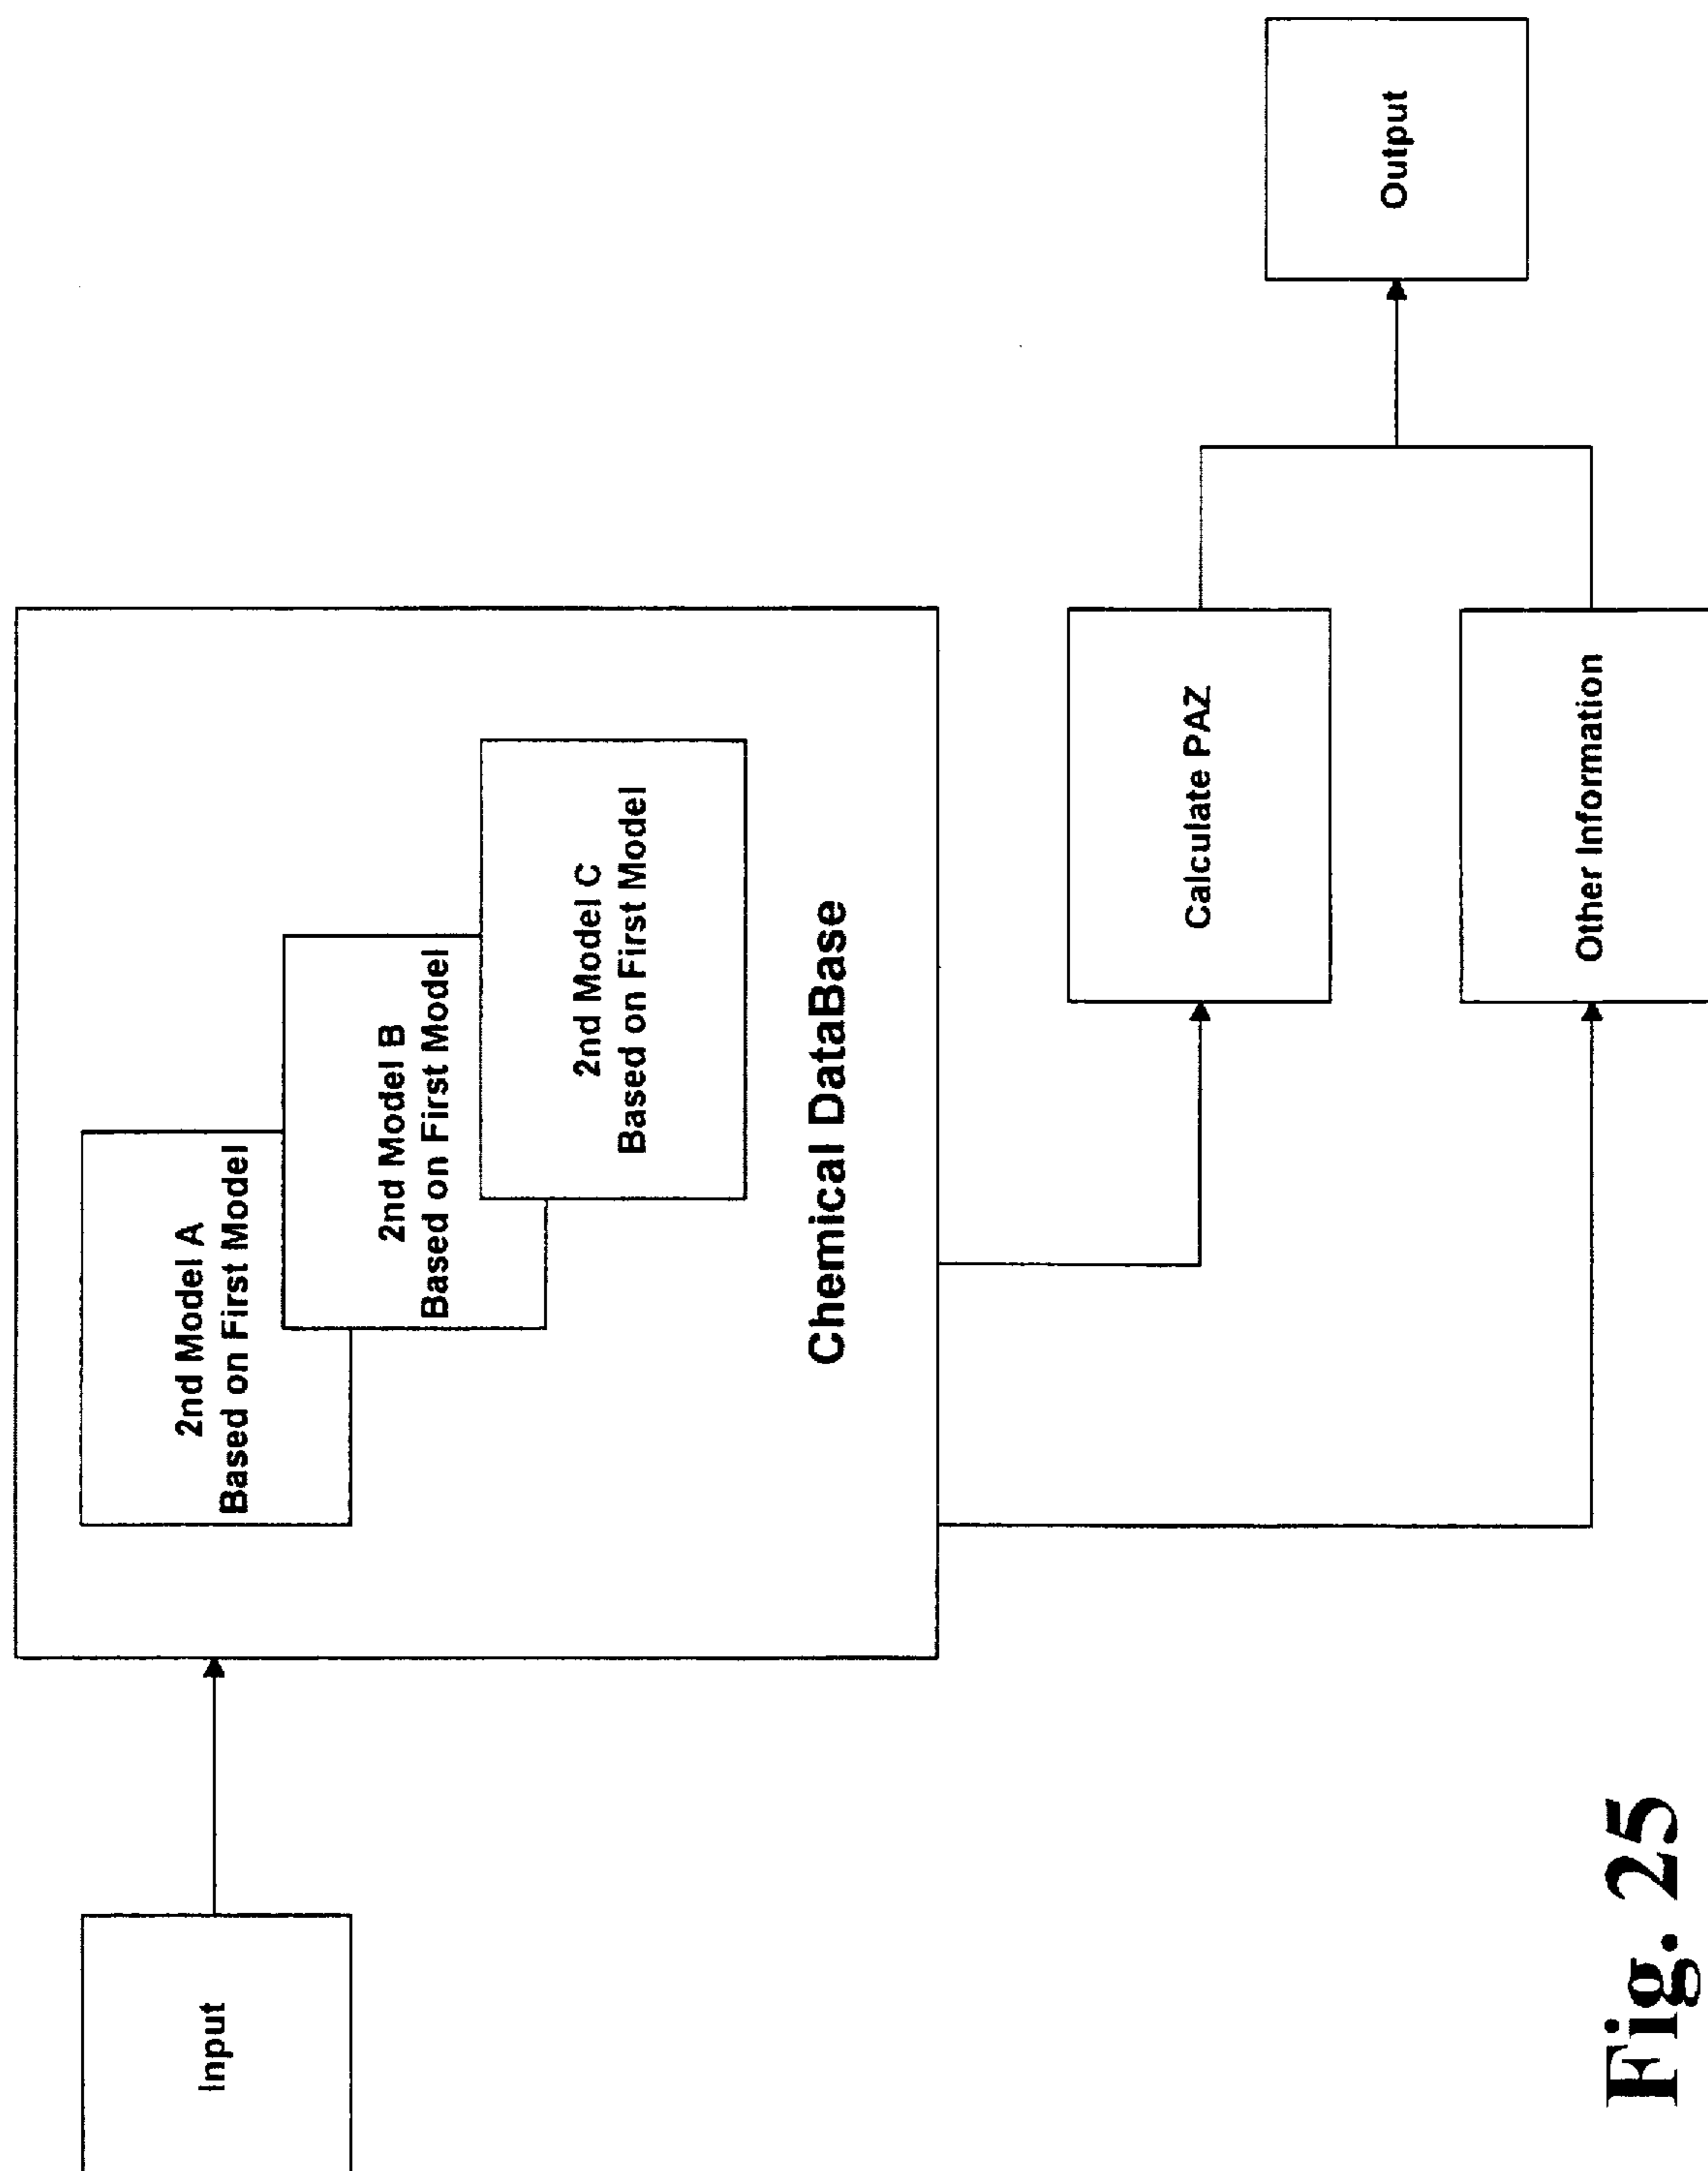 Input
2nd Model A
Based on First Model
2nd Model B
Based on First Model
2nd Model C
Based on First Model
Chemical DataBase
Calculate PAZ
Other Information
Output
Fig. 25